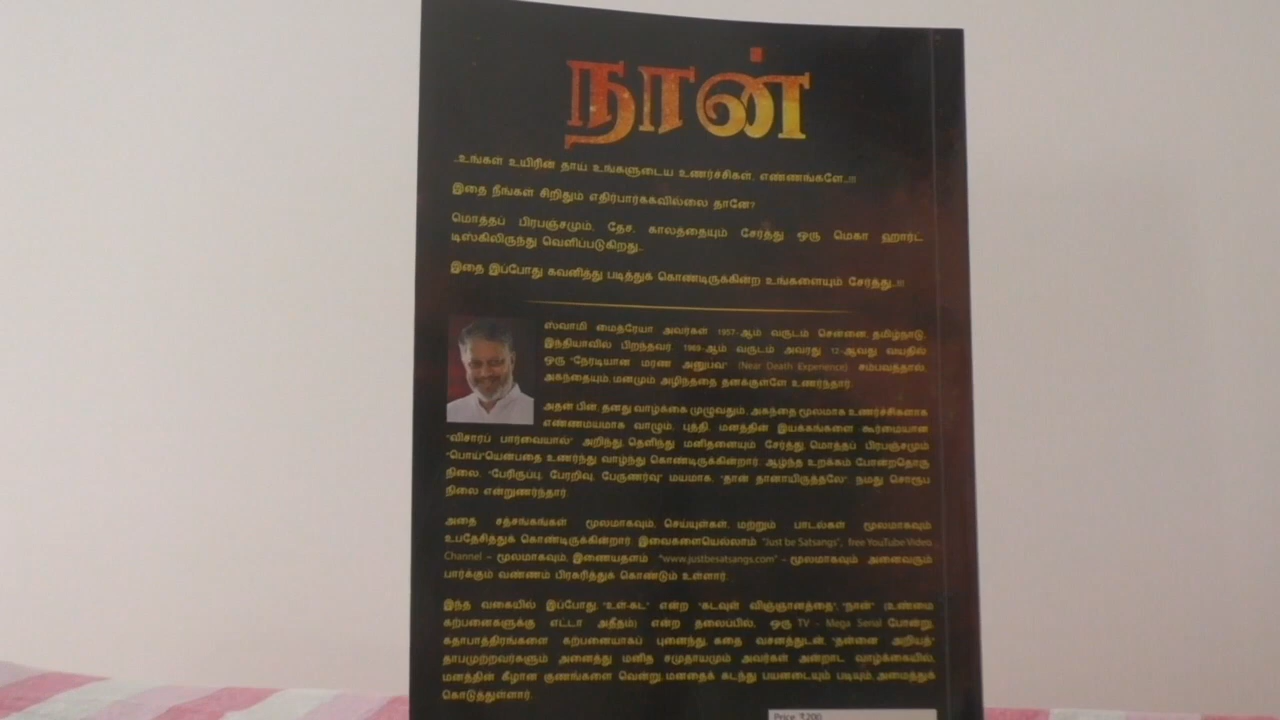 நான்
...உங்கள் உயிரின் தாய், உங்களுடைய உணர்ச்சிகள், எண்ணங்களே...!!!
இதை நீங்கள் சிறிதும் எதிர்பார்க்கவில்லை தானே?
மொத்தப் பிரபஞ்சமும், தேச, காலத்தையும் சேர்த்து ஒரு மெகா ஹார்ட்
டிஸ்கிலிருந்து வெளிப்படுகிறது...
இதை இப்போது கவனித்து படித்துக் கொண்டிருக்கின்ற உங்களையும் சேர்த்து...!!!
ஸ்வாமி மைத்ரேயா அவர்கள் 1957-ஆம் வருடம் சென்னை, தமிழ்நாடு,
இந்தியாவில் பிறந்தவர். 1969-ஆம் வருடம் அவரது 12-ஆவது வயதில்
ஒரு "நேரடியான மரண அனுபவ" (Near Death Experience) சம்பவத்தால்,
அகந்தையும், மனமும் அழிந்ததை தனக்குள்ளே உணர்ந்தார்.
அதன் பின், தனது வாழ்க்கை முழுவதும், அகந்தை மூலமாக உணர்ச்சிகளாக
எண்ணமயமாக வாழும், புத்தி, மனத்தின் இயக்கங்களை கூர்மையான
"விசாரப் பார்வையால்" அறிந்து, தெளிந்து மனிதனையும் சேர்த்து, மொத்தப் பிரபஞ்சமும்
"பொய்"யென்பதை உணர்ந்து வாழ்ந்து கொண்டிருக்கின்றார். ஆழ்ந்த உறக்கம் போன்றதொரு
நிலை, "பேரிருப்பு, பேரறிவு, பேருணர்வு" மயமாக, "தான் தானாயிருத்தலே", நமது சொரூப
நிலை என்றுணர்ந்தார்.
அதை சத்சங்கங்கள் மூலமாகவும், செய்யுள்கள், மற்றும் பாடல்கள் மூலமாகவும்
உபதேசித்துக் கொண்டிருக்கின்றார். இவைகளையெல்லாம் "Just be Satsangs", free YouTube Video
Channel – மூலமாகவும், இணையதளம் "www.justbesatsangs.com" – மூலமாகவும் அனைவரும்
பார்க்கும் வண்ணம் பிரசுரித்துக் கொண்டும் உள்ளார்.
இந்த வகையில் இப்போது, "உள்-கட" என்ற "கடவுள் விஞ்ஞானத்தை", "நான்" (உண்மை
கற்பனைகளுக்கு எட்டா அதீதம்) என்ற தலைப்பில், ஒரு TV – Mega Serial போன்று,
கதாபாத்திரங்களை கற்பனையாகப் புனைந்து, கதை வசனத்துடன், "தன்னை அறியத்"
தாபமுற்றவர்களும் அனைத்து மனித சமுதாயமும் அவர்கள் அன்றாட வாழ்க்கையில்,
மனத்தின் கீழான குணங்களை வென்று, மனதைக் கடந்து பயனடையும் படியும், அமைத்துக்
கொடுத்துள்ளார்.
Price ₹200